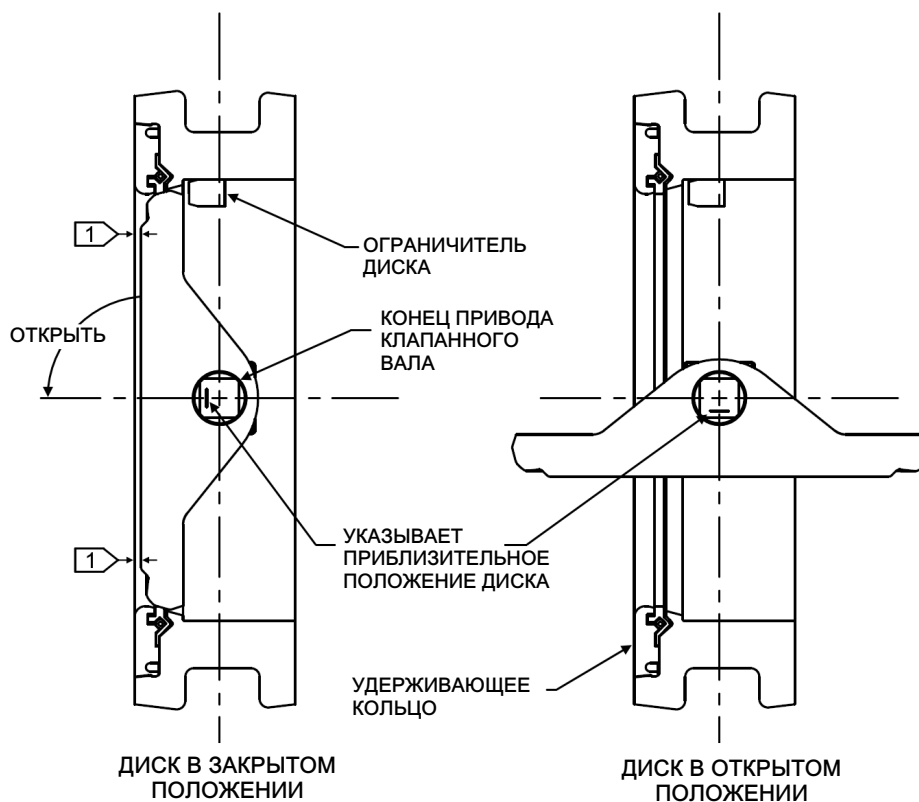 1
ОГРАНИЧИТЕЛЬ
ДИСКА
ОТКРЫТЬ
КОНЕЦ ПРИВОДА
КЛАПАННОГО
ВАЛА
1
УКАЗЫВАЕТ
ПРИБЛИЗИТЕЛЬНОЕ
ПОЛОЖЕНИЕ ДИСКА
УДЕРЖИВАЮЩЕЕ
КОЛЬЦО
ДИСК В ЗАКРЫТОМ
ПОЛОЖЕНИИ
ДИСК В ОТКРЫТОМ
ПОЛОЖЕНИИ